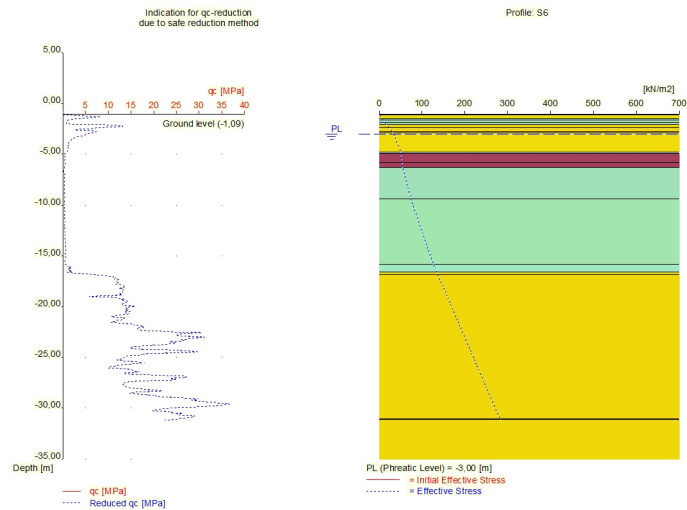 Indication for qc-reduction
due to safe reduction method
5,00
0,00
5 10 15 20 25 30 35 40
qc [MPa]
Ground level (-1,09)
-5,00
-10,00
-15,00
-20,00
-25,00
-30,00
-35,00
Depth [m]
qc [MPa]
Reduced qc [MPa]
Profile: S6
[kN/m2]
0 100 200 300 400 500 600 700
PL
PL (Phreatic Level) = -3,00 [m]
= Initial Effective Stress
= Effective Stress